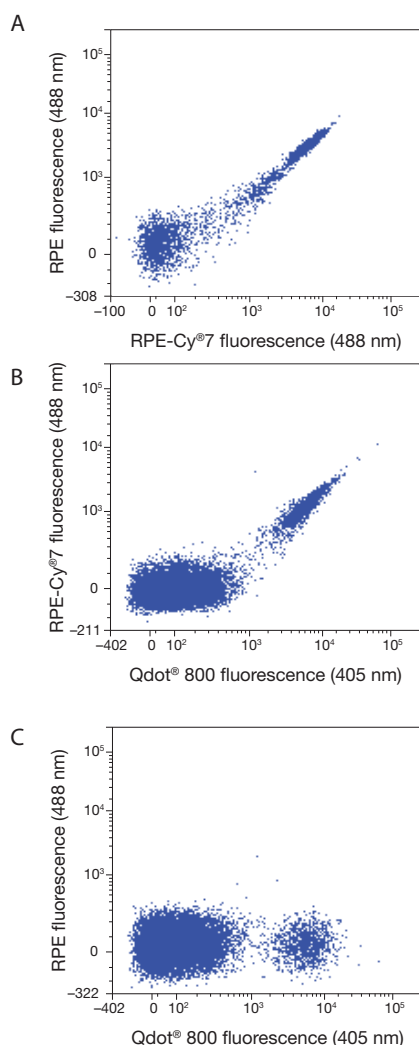 A
RPE fluorescence (488 nm)
10⁵
10⁴
10³
0
−308
−100 0 10² 10³ 10⁴ 10⁵
RPE-Cy®7 fluorescence (488 nm)
B
RPE-Cy®7 fluorescence (488 nm)
10⁵
10⁴
10³
0
−211
−402 0 10² 10³ 10⁴ 10⁵
Qdot® 800 fluorescence (405 nm)
C
RPE fluorescence (488 nm)
10⁵
10⁴
10³
0
−322
−402 0 10² 10³ 10⁴ 10⁵
Qdot® 800 fluorescence (405 nm)